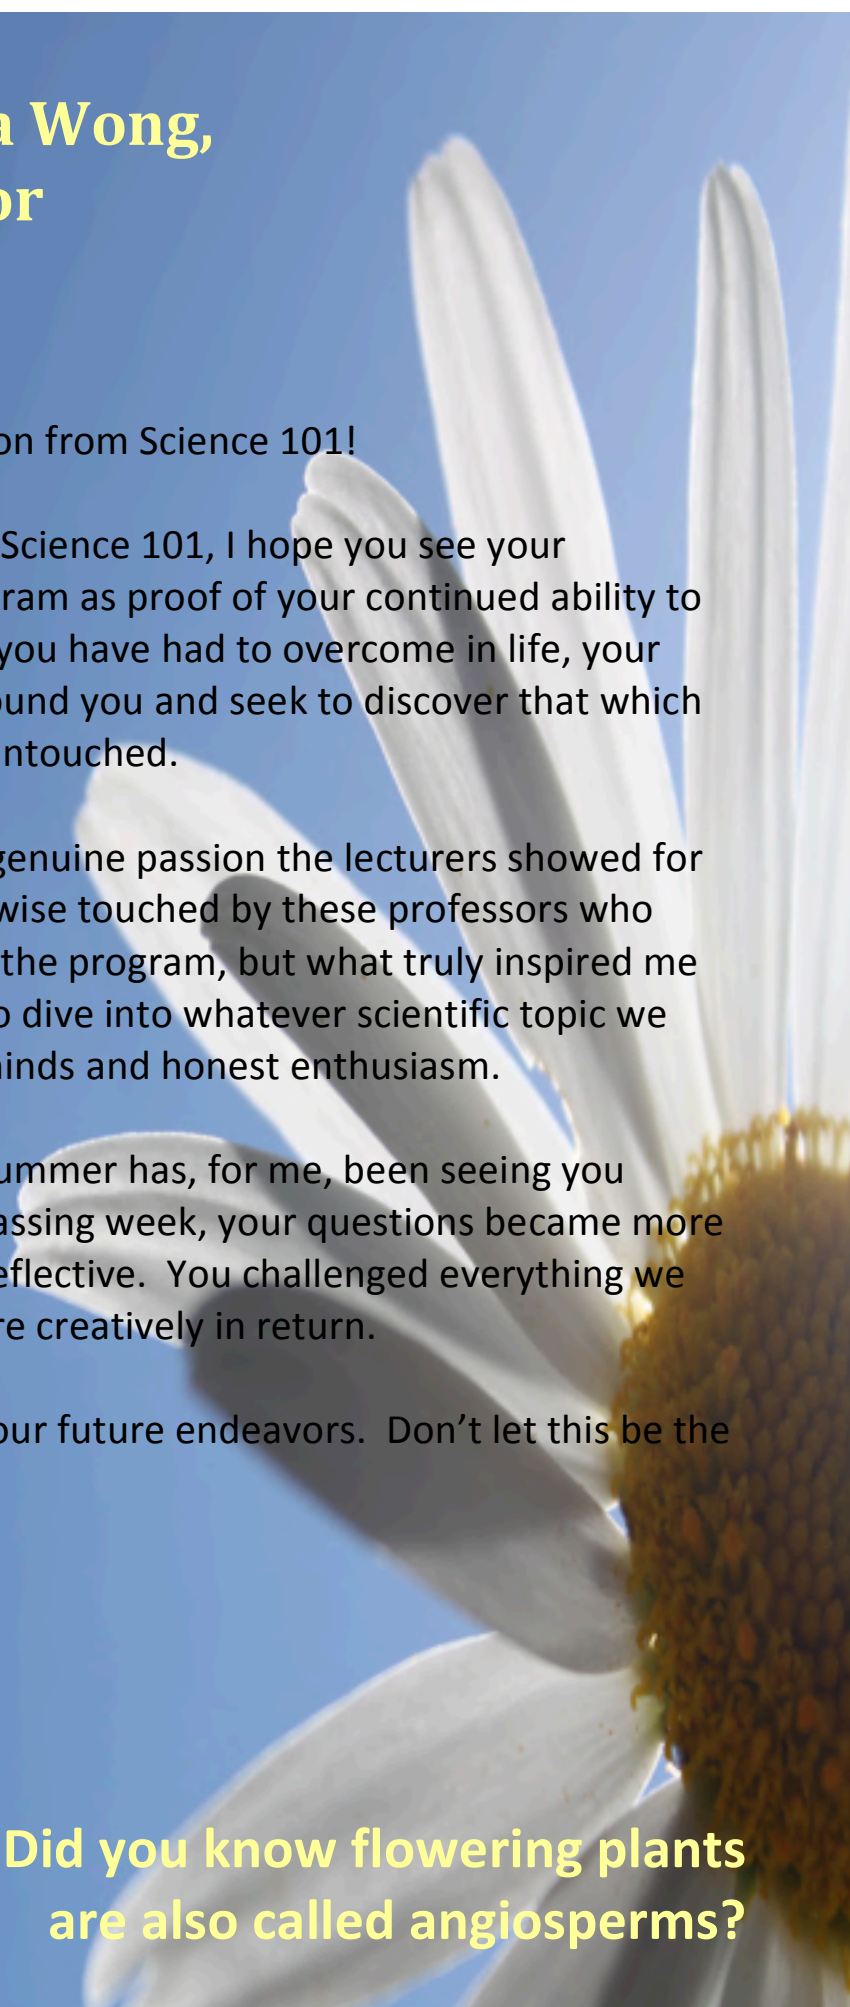 a Wong,
or
on from Science 101!
Science 101, I hope you see your
ram as proof of your continued ability to
you have had to overcome in life, your
ound you and seek to discover that which
ntouched.
genuine passion the lecturers showed for
wise touched by these professors who
the program, but what truly inspired me
o dive into whatever scientific topic we
inds and honest enthusiasm.
ummer has, for me, been seeing you
assing week, your questions became more
eflective.  You challenged everything we
re creatively in return.
our future endeavors.  Don’t let this be the
Did you know flowering plants
are also called angiosperms?